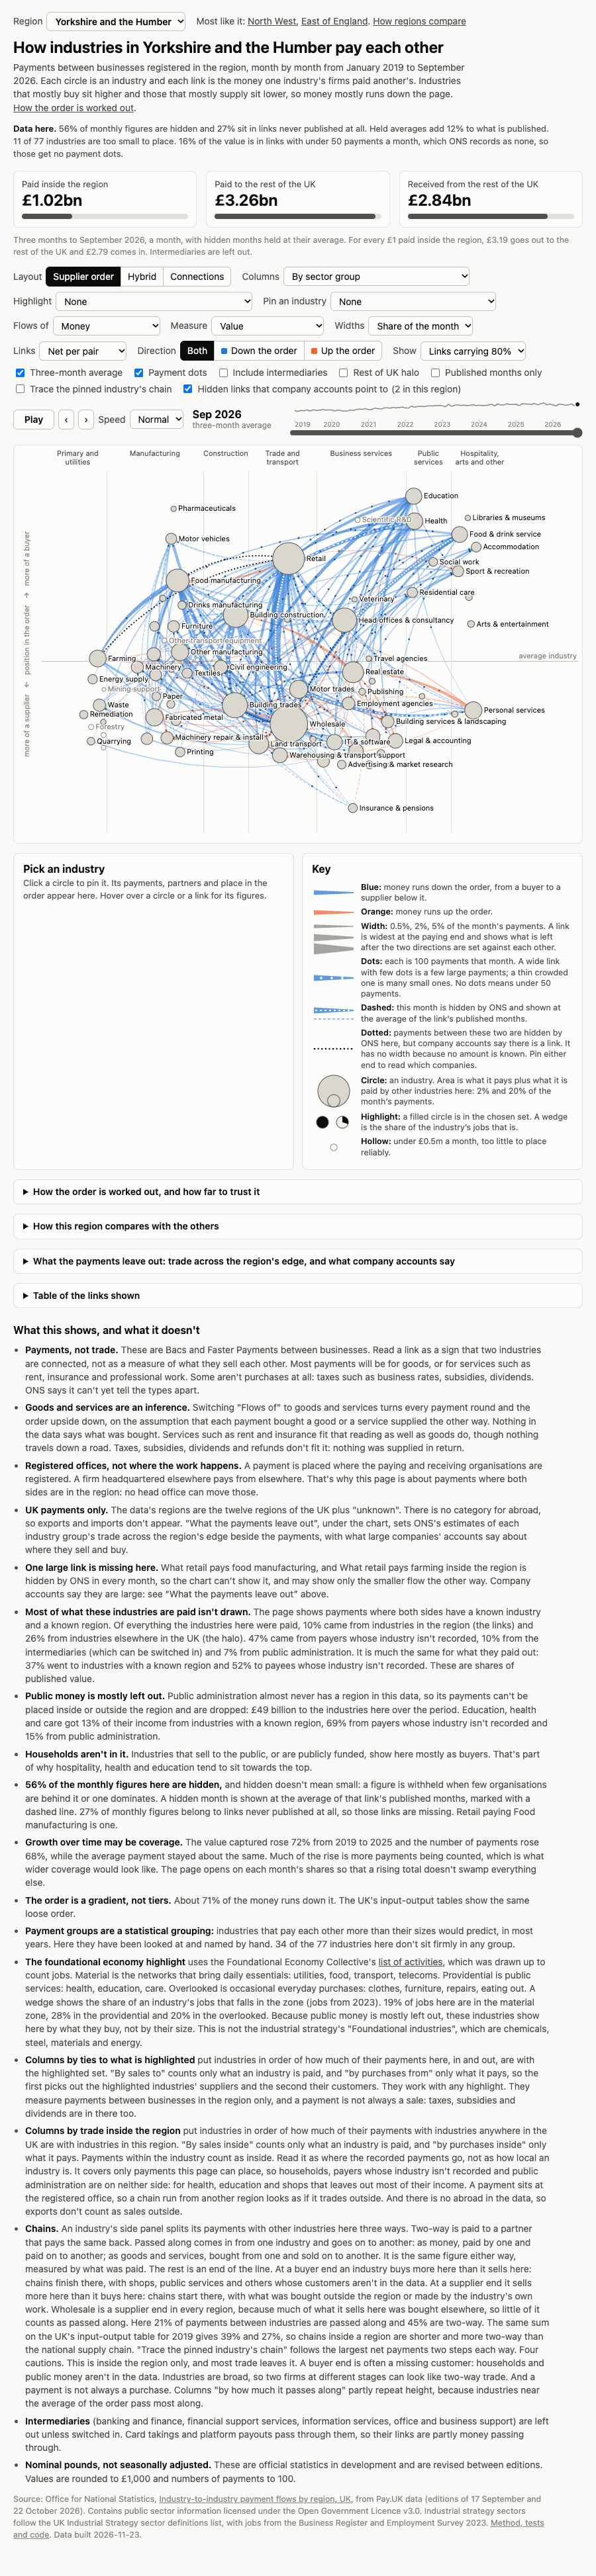 Region Yorkshire and the Humber Most like it: North West, East of England. How regions compare
How industries in Yorkshire and the Humber pay each other
Payments between businesses registered in the region, month by month from January 2019 to September
2026. Each circle is an industry and each link is the money one industry's firms paid another's. Industries
that mostly buy sit higher and those that mostly supply sit lower, so money mostly runs down the page.
How the order is worked out.
Data here. 56% of monthly figures are hidden and 27% sit in links never published at all. Held averages add 12% to what is published.
11 of 77 industries are too small to place. 16% of the value is in links with under 50 payments a month, which ONS records as none, so
those get no payment dots.
Paid inside the region
£1.02bn
Paid to the rest of the UK
£3.26bn
Received from the rest of the UK
£2.84bn
Three months to September 2026, a month, with hidden months held at their average. For every £1 paid inside the region, £3.19 goes out to the
rest of the UK and £2.79 comes in. Intermediaries are left out.
Layout Supplier order Hybrid Connections Columns By sector group
Highlight None Pin an industry None
Flows of Money Measure Value Widths Share of the month
Links Net per pair Direction Both Down the order Up the order Show Links carrying 80%
Three-month average Payment dots Include intermediaries Rest of UK halo Published months only
Trace the pinned industry's chain Hidden links that company accounts point to (2 in this region)
Play ‹ › Speed Normal Sep 2026
three-month average
2019 2020 2021 2022 2023 2024 2025 2026
Primary and utilities
Manufacturing
Construction
Trade and transport
Business services
Public services
Hospitality, arts and other
more of a supplier ← position in the order → more of a buyer
Education
Pharmaceuticals
Scientific R&D
Health
Libraries & museums
Motor vehicles
Food & drink service
Accommodation
Retail
Social work
Sport & recreation
Food manufacturing
Residential care
Drinks manufacturing
Veterinary
Building construction
Head offices & consultancy
Arts & entertainment
Furniture
Other transport equipment
Other manufacturing
average industry
Farming
Travel agencies
Machinery
Civil engineering
Textiles
Real estate
Energy supply
Mining support
Motor trades
Publishing
Paper
Waste
Building trades
Employment agencies
Personal services
Remediation
Fabricated metal
Wholesale
Building services & landscaping
Forestry
Quarrying
Machinery repair & install
Land transport
IT & software
Legal & accounting
Printing
Warehousing & transport support
Advertising & market research
Insurance & pensions
Pick an industry
Click a circle to pin it. Its payments, partners and place in the
order appear here. Hover over a circle or a link for its figures.
Key
Blue: money runs down the order, from a buyer to a
supplier below it.
Orange: money runs up the order.
Width: 0.5%, 2%, 5% of the month's payments. A link
is widest at the paying end and shows what is left
after the two directions are set against each other.
Dots: each is 100 payments that month. A wide link
with few dots is a few large payments; a thin crowded
one is many small ones. No dots means under 50
payments.
Dashed: this month is hidden by ONS and shown at
the average of the link's published months.
Dotted: payments between these two are hidden by
ONS here, but company accounts say there is a link. It
has no width because no amount is known. Pin either
end to read which companies.
Circle: an industry. Area is what it pays plus what it is
paid by other industries here: 2% and 20% of the
month's payments.
Highlight: a filled circle is in the chosen set. A wedge
is the share of the industry's jobs that is.
Hollow: under £0.5m a month, too little to place
reliably.
How the order is worked out, and how far to trust it
How this region compares with the others
What the payments leave out: trade across the region's edge, and what company accounts say
Table of the links shown
What this shows, and what it doesn't
Payments, not trade. These are Bacs and Faster Payments between businesses. Read a link as a sign that two industries
are connected, not as a measure of what they sell each other. Most payments will be for goods, or for services such as
rent, insurance and professional work. Some aren't purchases at all: taxes such as business rates, subsidies, dividends.
ONS says it can't yet tell the types apart.
Goods and services are an inference. Switching "Flows of" to goods and services turns every payment round and the
order upside down, on the assumption that each payment bought a good or a service supplied the other way. Nothing in
the data says what was bought. Services such as rent and insurance fit that reading as well as goods do, though nothing
travels down a road. Taxes, subsidies, dividends and refunds don't fit it: nothing was supplied in return.
Registered offices, not where the work happens. A payment is placed where the paying and receiving organisations are
registered. A firm headquartered elsewhere pays from elsewhere. That's why this page is about payments where both
sides are in the region: no head office can move those.
UK payments only. The data's regions are the twelve regions of the UK plus "unknown". There is no category for abroad,
so exports and imports don't appear. "What the payments leave out", under the chart, sets ONS's estimates of each
industry group's trade across the region's edge beside the payments, with what large companies' accounts say about
where they sell and buy.
One large link is missing here. What retail pays food manufacturing, and What retail pays farming inside the region is
hidden by ONS in every month, so the chart can't show it, and may show only the smaller flow the other way. Company
accounts say they are large: see "What the payments leave out" above.
Most of what these industries are paid isn't drawn. The page shows payments where both sides have a known industry
and a known region. Of everything the industries here were paid, 10% came from industries in the region (the links) and
26% from industries elsewhere in the UK (the halo). 47% came from payers whose industry isn't recorded, 10% from the
intermediaries (which can be switched in) and 7% from public administration. It is much the same for what they paid out:
37% went to industries with a known region and 52% to payees whose industry isn't recorded. These are shares of
published value.
Public money is mostly left out. Public administration almost never has a region in this data, so its payments can't be
placed inside or outside the region and are dropped: £49 billion to the industries here over the period. Education, health
and care got 13% of their income from industries with a known region, 69% from payers whose industry isn't recorded and
15% from public administration.
Households aren't in it. Industries that sell to the public, or are publicly funded, show here mostly as buyers. That's part
of why hospitality, health and education tend to sit towards the top.
56% of the monthly figures here are hidden, and hidden doesn't mean small: a figure is withheld when few organisations
are behind it or one dominates. A hidden month is shown at the average of that link's published months, marked with a
dashed line. 27% of monthly figures belong to links never published at all, so those links are missing. Retail paying Food
manufacturing is one.
Growth over time may be coverage. The value captured rose 72% from 2019 to 2025 and the number of payments rose
68%, while the average payment stayed about the same. Much of the rise is more payments being counted, which is what
wider coverage would look like. The page opens on each month's shares so that a rising total doesn't swamp everything
else.
The order is a gradient, not tiers. About 71% of the money runs down it. The UK's input-output tables show the same
loose order.
Payment groups are a statistical grouping: industries that pay each other more than their sizes would predict, in most
years. Here they have been looked at and named by hand. 34 of the 77 industries here don't sit firmly in any group.
The foundational economy highlight uses the Foundational Economy Collective's list of activities, which was drawn up to
count jobs. Material is the networks that bring daily essentials: utilities, food, transport, telecoms. Providential is public
services: health, education, care. Overlooked is occasional everyday purchases: clothes, furniture, repairs, eating out. A
wedge shows the share of an industry's jobs that falls in the zone (jobs from 2023). 19% of jobs here are in the material
zone, 28% in the providential and 20% in the overlooked. Because public money is mostly left out, these industries show
here by what they buy, not by their size. This is not the industrial strategy's "Foundational industries", which are chemicals,
steel, materials and energy.
Columns by ties to what is highlighted put industries in order of how much of their payments here, in and out, are with
the highlighted set. "By sales to" counts only what an industry is paid, and "by purchases from" only what it pays, so the
first picks out the highlighted industries' suppliers and the second their customers. They work with any highlight. They
measure payments between businesses in the region only, and a payment is not always a sale: taxes, subsidies and
dividends are in there too.
Columns by trade inside the region put industries in order of how much of their payments with industries anywhere in the
UK are with industries in this region. "By sales inside" counts only what an industry is paid, and "by purchases inside" only
what it pays. Payments within the industry count as inside. Read it as where the recorded payments go, not as how local an
industry is. It covers only payments this page can place, so households, payers whose industry isn't recorded and public
administration are on neither side: for health, education and shops that leaves out most of their income. A payment sits at
the registered office, so a chain run from another region looks as if it trades outside. And there is no abroad in the data, so
exports don't count as sales outside.
Chains. An industry's side panel splits its payments with other industries here three ways. Two-way is paid to a partner
that pays the same back. Passed along comes in from one industry and goes on to another: as money, paid by one and
paid on to another; as goods and services, bought from one and sold on to another. It is the same figure either way,
measured by what was paid. The rest is an end of the line. At a buyer end an industry buys more here than it sells here:
chains finish there, with shops, public services and others whose customers aren't in the data. At a supplier end it sells
more here than it buys here: chains start there, with what was bought outside the region or made by the industry's own
work. Wholesale is a supplier end in every region, because much of what it sells here was bought elsewhere, so little of it
counts as passed along. Here 21% of payments between industries are passed along and 45% are two-way. The same sum
on the UK's input-output table for 2019 gives 39% and 27%, so chains inside a region are shorter and more two-way than
the national supply chain. "Trace the pinned industry's chain" follows the largest net payments two steps each way. Four
cautions. This is inside the region only, and most trade leaves it. A buyer end is often a missing customer: households and
public money aren't in the data. Industries are broad, so two firms at different stages can look like two-way trade. And a
payment is not always a purchase. Columns "by how much it passes along" partly repeat height, because industries near
the average of the order pass most along.
Intermediaries (banking and finance, financial support services, information services, office and business support) are left
out unless switched in. Card takings and platform payouts pass through them, so their links are partly money passing
through.
Nominal pounds, not seasonally adjusted. These are official statistics in development and are revised between editions.
Values are rounded to £1,000 and numbers of payments to 100.
Source: Office for National Statistics, Industry-to-industry payment flows by region, UK, from Pay.UK data (editions of 17 September and
22 October 2026). Contains public sector information licensed under the Open Government Licence v3.0. Industrial strategy sectors
follow the UK Industrial Strategy sector definitions list, with jobs from the Business Register and Employment Survey 2023. Method, tests
and code. Data built 2026-11-23.